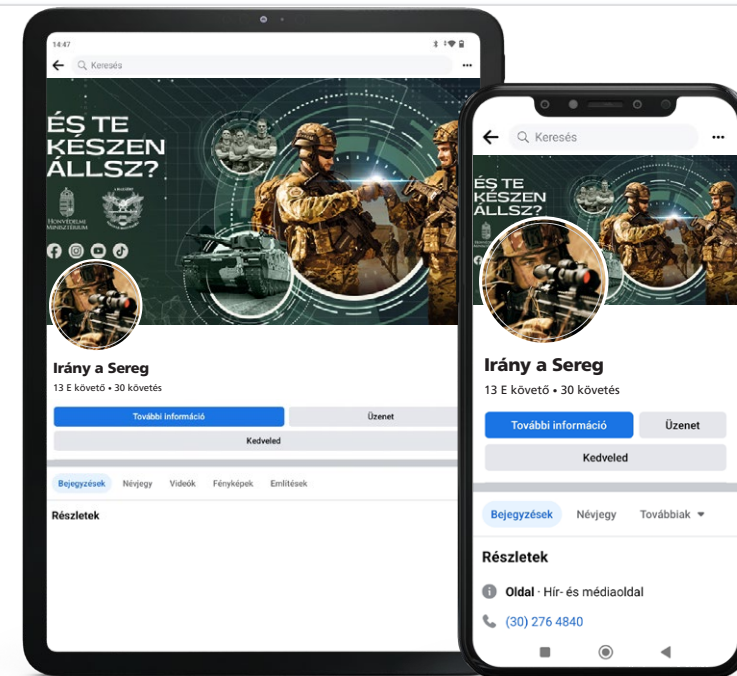 14:47
Keresés
ÉS TE
KÉSZEN
ÁLLSZ?
HONVÉDELMI
MINISZTÉRIUM
Irány a Sereg
13 E követő • 30 követés
További információ
Üzenet
Kedveled
Bejegyzések
Névjegy
Videók
Fényképek
Említések
Részletek
Keresés
ÉS TE
KÉSZEN
ÁLLSZ?
Irány a Sereg
13 E követő • 30 követés
További információ
Üzenet
Kedveled
Bejegyzések
Névjegy
Továbbiak
Részletek
Oldal · Hír- és médiaoldal
(30) 276 4840